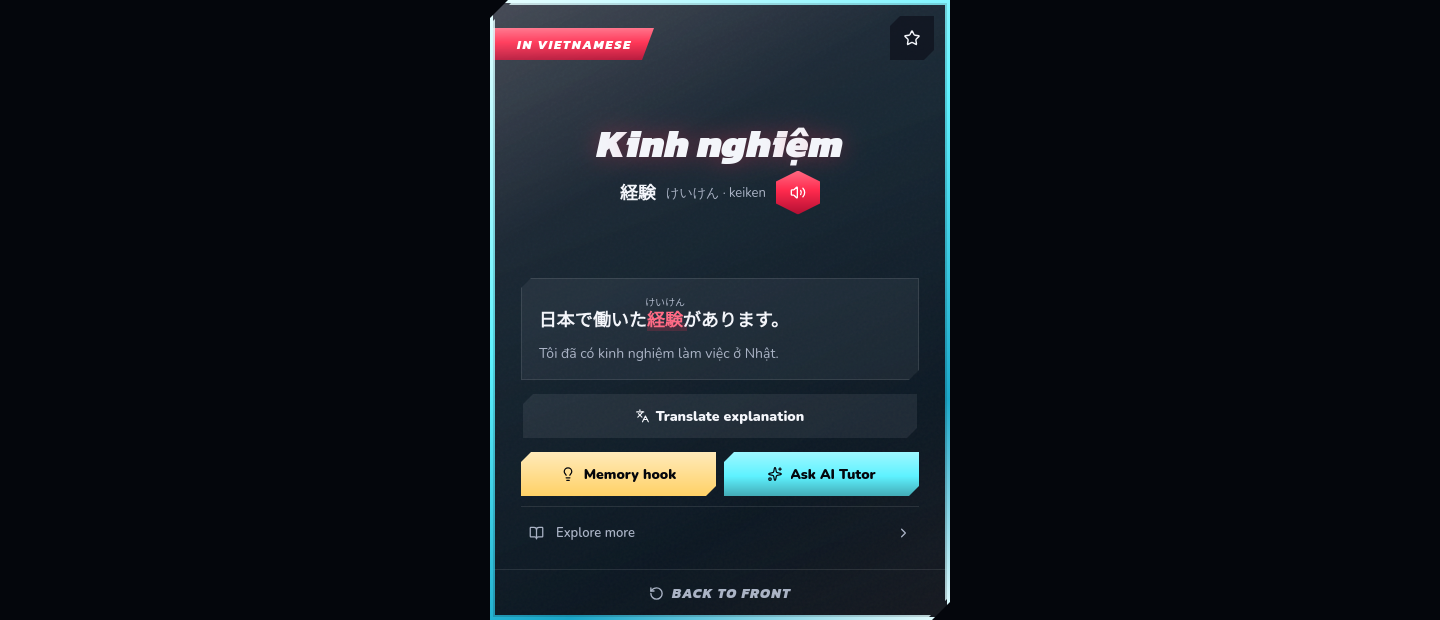 IN VIETNAMESE
Kinh nghiệm
経験 けいけん · keiken
けいけん
日本で働いた経験があります。
Tôi đã có kinh nghiệm làm việc ở Nhật.
Translate explanation
Memory hook
Ask AI Tutor
Explore more
BACK TO FRONT